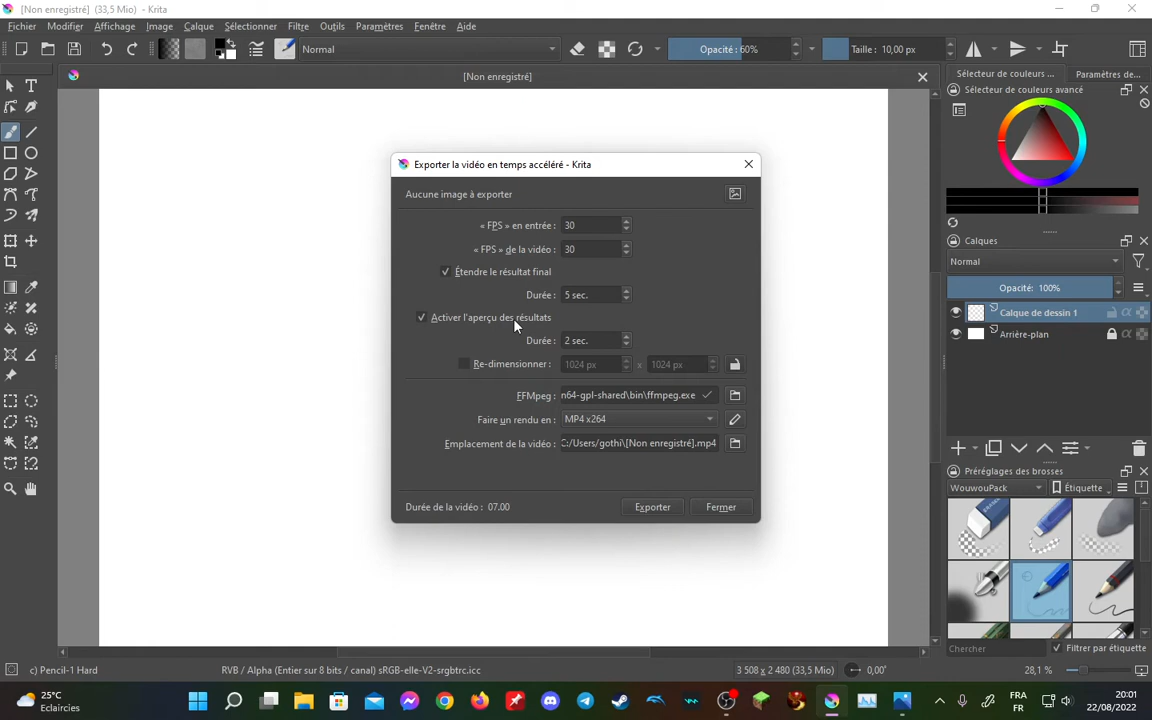 [Non enregistré] (33,5 Mio) - Krita
Fichier Modifier Affichage Image Calque Sélectionner Filtre Outils Paramètres Fenêtre Aide
Normal Opacité : 60% Taille : 10,00 px
[Non enregistré]
Sélecteur de couleurs ... Paramètres de...
Sélecteur de couleurs avancé
Exporter la vidéo en temps accéléré - Krita
Aucune image à exporter
« FPS » en entrée : 30
« FPS » de la vidéo : 30
Étendre le résultat final
Durée : 5 sec.
Activer l'aperçu des résultats
Durée : 2 sec.
Re-dimensionner : 1024 px x 1024 px
FFMpeg : n64-gpl-shared\bin\ffmpeg.exe
Faire un rendu en : MP4 x264
Emplacement de la vidéo : C:/Users/gothi\[Non enregistré].mp4
Durée de la vidéo : 07.00 Exporter Fermer
Calques
Normal
Opacité : 100%
Calque de dessin 1
Arrière-plan
Préréglages des brosses
WouwouPack Étiquette
Chercher Filtrer par étiquette
c) Pencil-1 Hard RVB / Alpha (Entier sur 8 bits / canal) sRGB-elle-V2-srgbtrc.icc 3 508 x 2 480 (33,5 Mio) 0,00° 28,1 %
25°C
Eclaircies
FRA
FR
20:01
22/08/2022